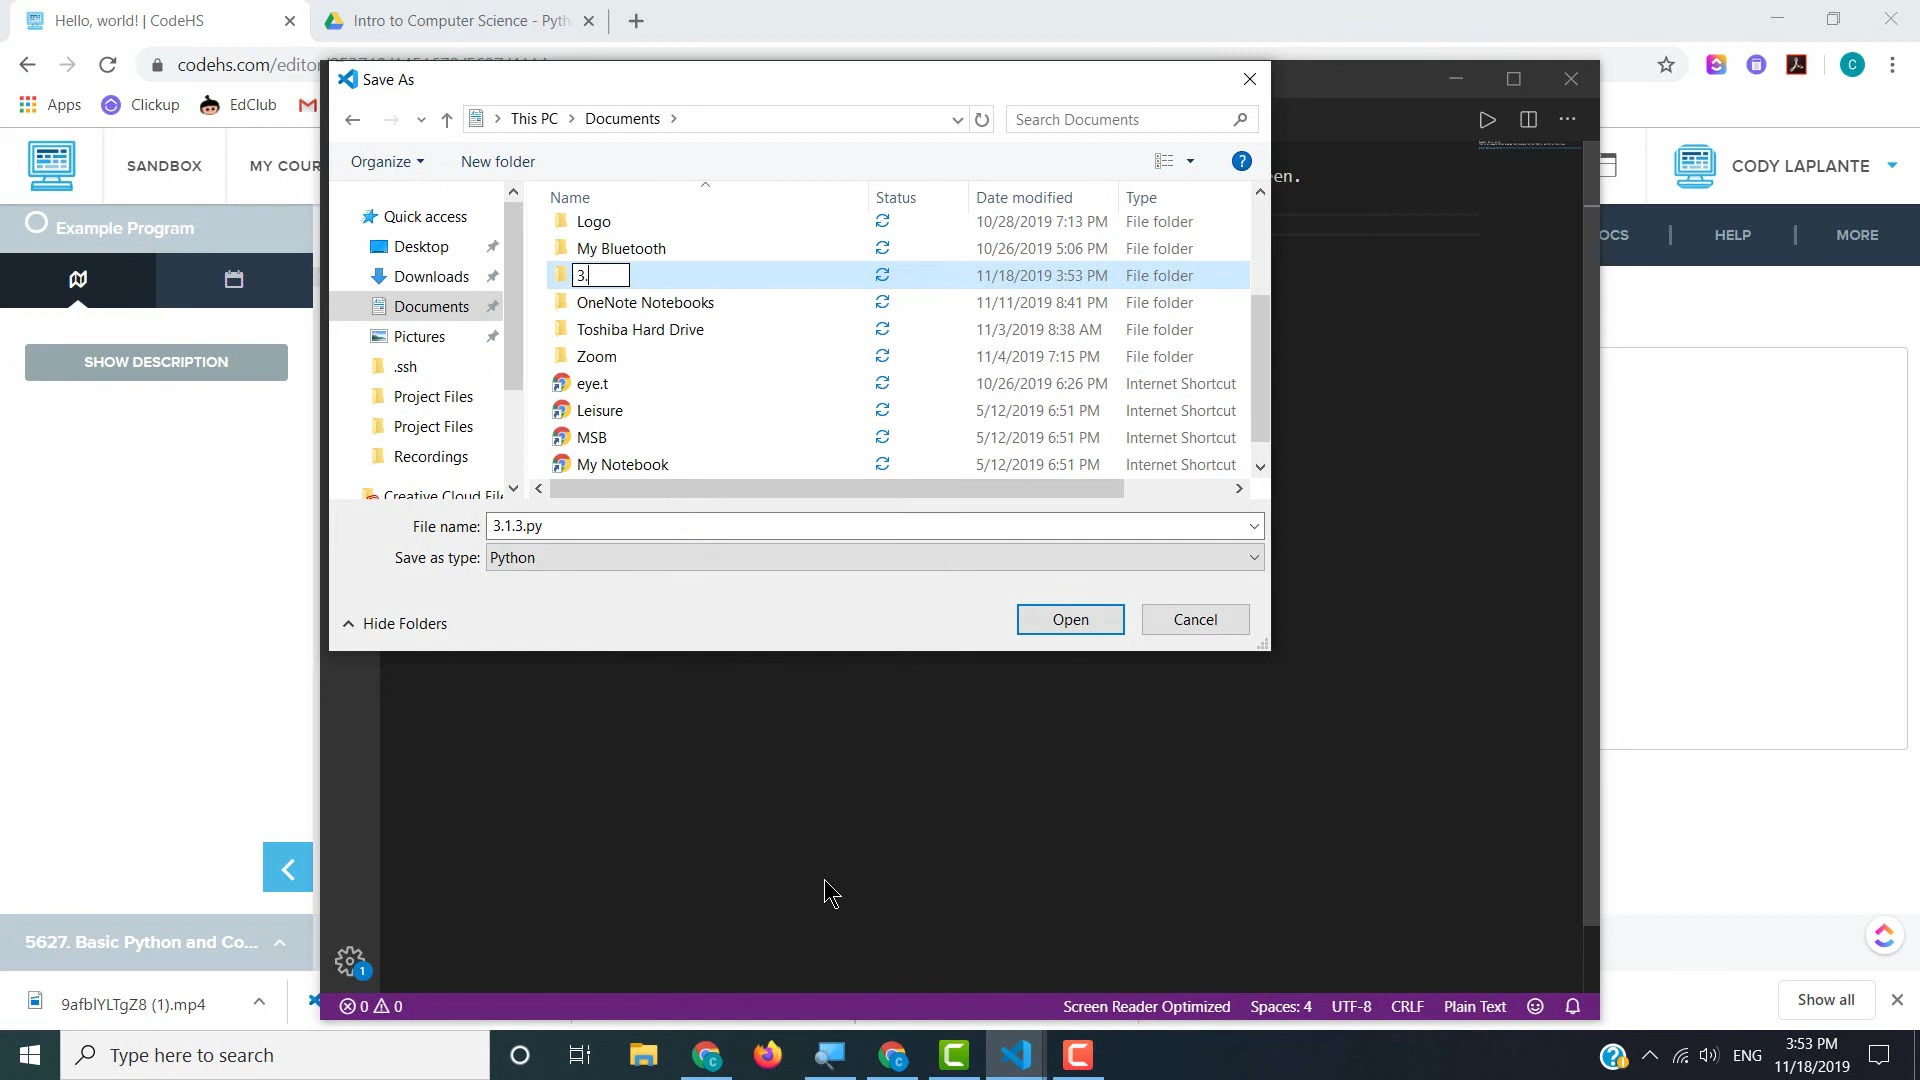 Hello, world! | CodeHS
Intro to Computer Science - Pyth
codehs.com/editor
Apps
Clickup
EdClub
Save As
This PC
Documents
Search Documents
Organize
New folder
SANDBOX
MY COUR
CODY LAPLANTE
een.
Example Program
OCS
HELP
MORE
SHOW DESCRIPTION
Name
Status
Date modified
Type
Quick access
Desktop
Downloads
Documents
Pictures
.ssh
Project Files
Project Files
Recordings
Creative Cloud File
Logo 10/28/2019 7:13 PM File folder
My Bluetooth 10/26/2019 5:06 PM File folder
3. 11/18/2019 3:53 PM File folder
OneNote Notebooks 11/11/2019 8:41 PM File folder
Toshiba Hard Drive 11/3/2019 8:38 AM File folder
Zoom 11/4/2019 7:15 PM File folder
eye.t 10/26/2019 6:26 PM Internet Shortcut
Leisure 5/12/2019 6:51 PM Internet Shortcut
MSB 5/12/2019 6:51 PM Internet Shortcut
My Notebook 5/12/2019 6:51 PM Internet Shortcut
File name: 3.1.3.py
Save as type: Python
Hide Folders
Open
Cancel
5627. Basic Python and Co...
9afblYLTgZ8 (1).mp4
1
0 0
Screen Reader Optimized
Spaces: 4
UTF-8
CRLF
Plain Text
Show all
Type here to search
ENG
3:53 PM
11/18/2019